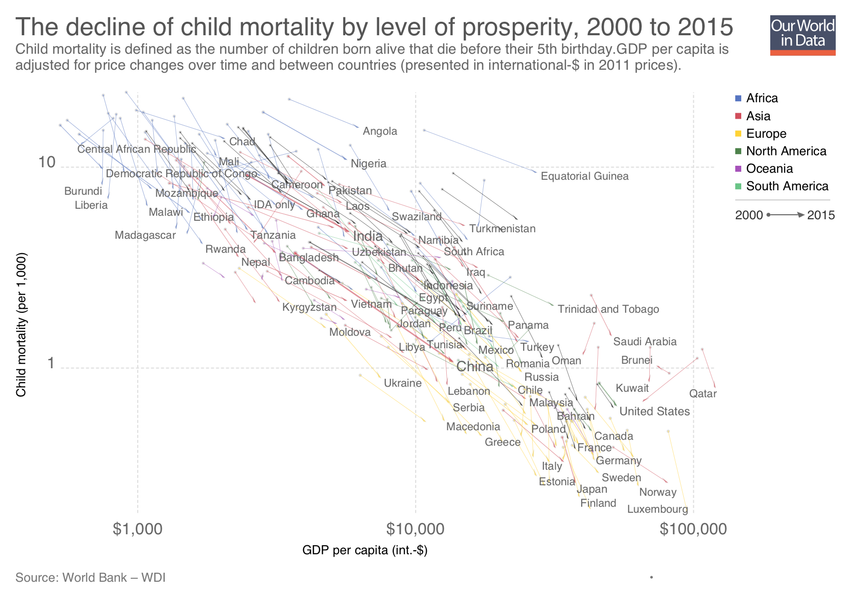 The decline of child mortality by level of prosperity, 2000 to 2015
Child mortality is defined as the number of children born alive that die before their 5th birthday.GDP per capita is
adjusted for price changes over time and between countries (presented in international-$ in 2011 prices).
Our World
in Data
Africa
Asia
Europe
North America
Oceania
South America
2000
2015
Child mortality (per 1,000)
10
1
Angola
Chad
Central African Republic
Mali
Nigeria
Democratic Republic of Congo
Equatorial Guinea
Cameroon
Pakistan
Burundi
Mozambique
Liberia
IDA only
Laos
Malawi
Ethiopia
Ghana
Swaziland
Turkmenistan
Madagascar
Tanzania
India
Namibia
Rwanda
Uzbekistan
South Africa
Nepal
Bangladesh
Bhutan
Iraq
Cambodia
Indonesia
Egypt
Kyrgyzstan
Vietnam
Paraguay
Suriname
Trinidad and Tobago
Jordan
Peru
Brazil
Panama
Moldova
Libya
Tunisia
Mexico
Turkey
Saudi Arabia
China
Romania
Oman
Brunei
Ukraine
Russia
Lebanon
Chile
Kuwait
Qatar
Serbia
Malaysia
United States
Bahrain
Macedonia
Poland
Canada
Greece
France
Italy
Germany
Estonia
Sweden
Japan
Norway
Finland
Luxembourg
$1,000
$10,000
$100,000
GDP per capita (int.-$)
Source: World Bank – WDI